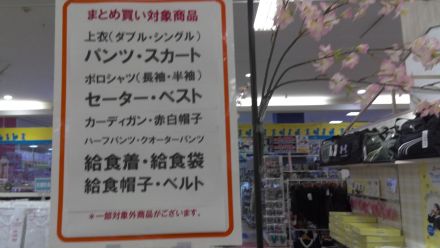 まとめ買い対象商品
上衣(ダブル・シングル)
パンツ・スカート
ポロシャツ(長袖・半袖)
セーター・ベスト
カーディガン・赤白帽子
ハーフパンツ・クオーターパンツ
給食着・給食袋
給食帽子・ベルト
*一部対象外商品がございます。